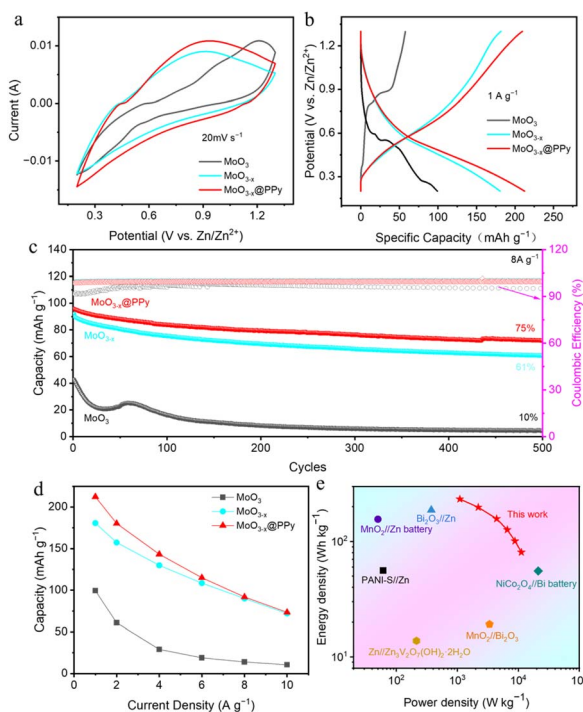 a
Current (A)
0.01
0.00
−0.01
20mV s⁻¹
MoO₃
MoO₃₋ₓ
MoO₃₋ₓ@PPy
0.3
0.6
0.9
1.2
Potential (V vs. Zn/Zn²⁺)
b
Potential (V vs. Zn/Zn²⁺)
1.2
0.9
0.6
0.3
1 A g⁻¹
MoO₃
MoO₃₋ₓ
MoO₃₋ₓ@PPy
0
50
100
150
200
250
Specific Capacity (mAh g⁻¹)
c
Capacity (mAh g⁻¹)
140
120
100
80
60
40
20
0
8A g⁻¹
MoO₃₋ₓ@PPy
75%
MoO₃₋ₓ
61%
MoO₃
10%
120
90
60
30
0
Coulombic Efficiency (%)
0
100
200
300
400
500
Cycles
d
Capacity (mAh g⁻¹)
200
150
100
50
0
MoO₃
MoO₃₋ₓ
MoO₃₋ₓ@PPy
0
2
4
6
8
10
Current Density (A g⁻¹)
e
Energy density (Wh kg⁻¹)
10²
10¹
This work
Bi₂O₃//Zn
MnO₂//Zn battery
PANI-S//Zn
NiCo₂O₄//Bi battery
MnO₂//Bi₂O₃
Zn//Zn₃V₂O₇(OH)₂·2H₂O
10²
10³
10⁴
10⁵
Power density (W kg⁻¹)